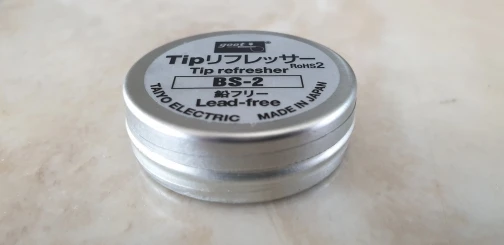 goot
Tipリフレッサー
RoHS2
Tip refresher
BS-2
鉛フリー
Lead-free
TAIYO ELECTRIC MADE IN JAPAN